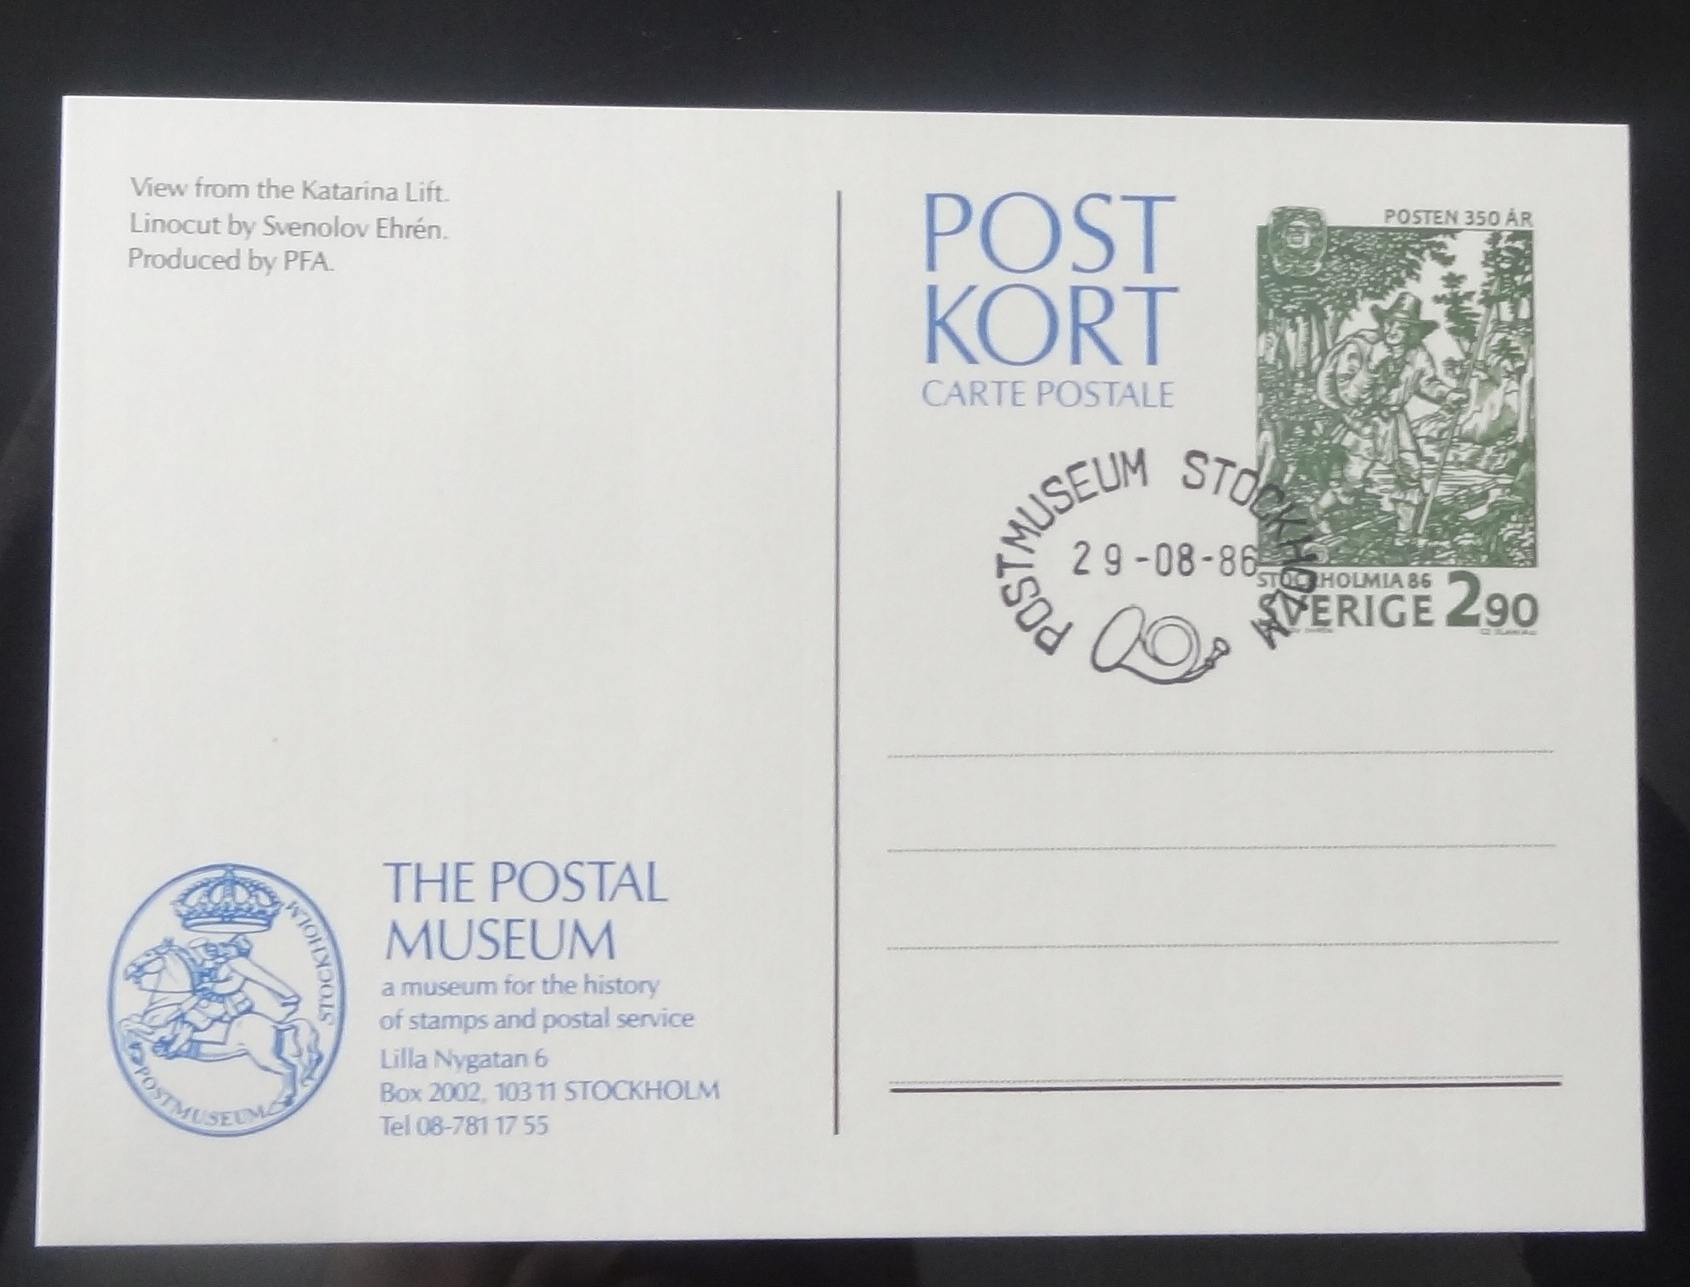 View from the Katarina Lift.
Linocut by Svenolov Ehrén.
Produced by PFA.
POST
KORT
CARTE POSTALE
POSTEN 350 ÅR
STOCKHOLMIA 86
SVERIGE 290
POSTMUSEUM STOCKHOLM
29-08-86
STOCKHOLM
POSTMUSEUM
THE POSTAL
MUSEUM
a museum for the history
of stamps and postal service
Lilla Nygatan 6
Box 2002, 103 11 STOCKHOLM
Tel 08-781 17 55